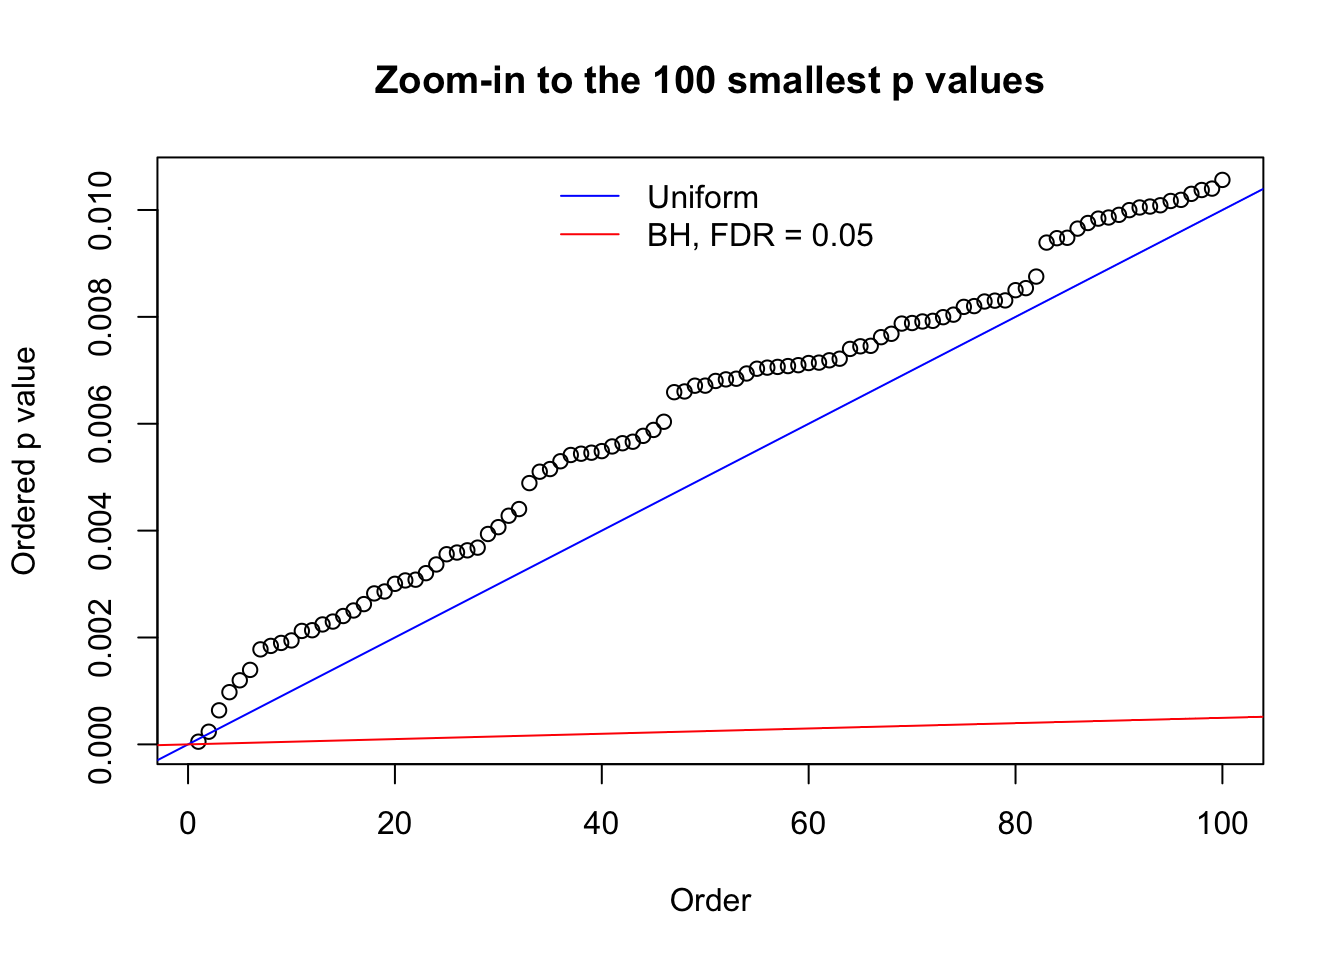 Zoom-in to the 100 smallest p values
Uniform
BH, FDR = 0.05
Ordered p value
0.010
0.008
0.006
0.004
0.002
0.000
0 20 40 60 80 100
Order